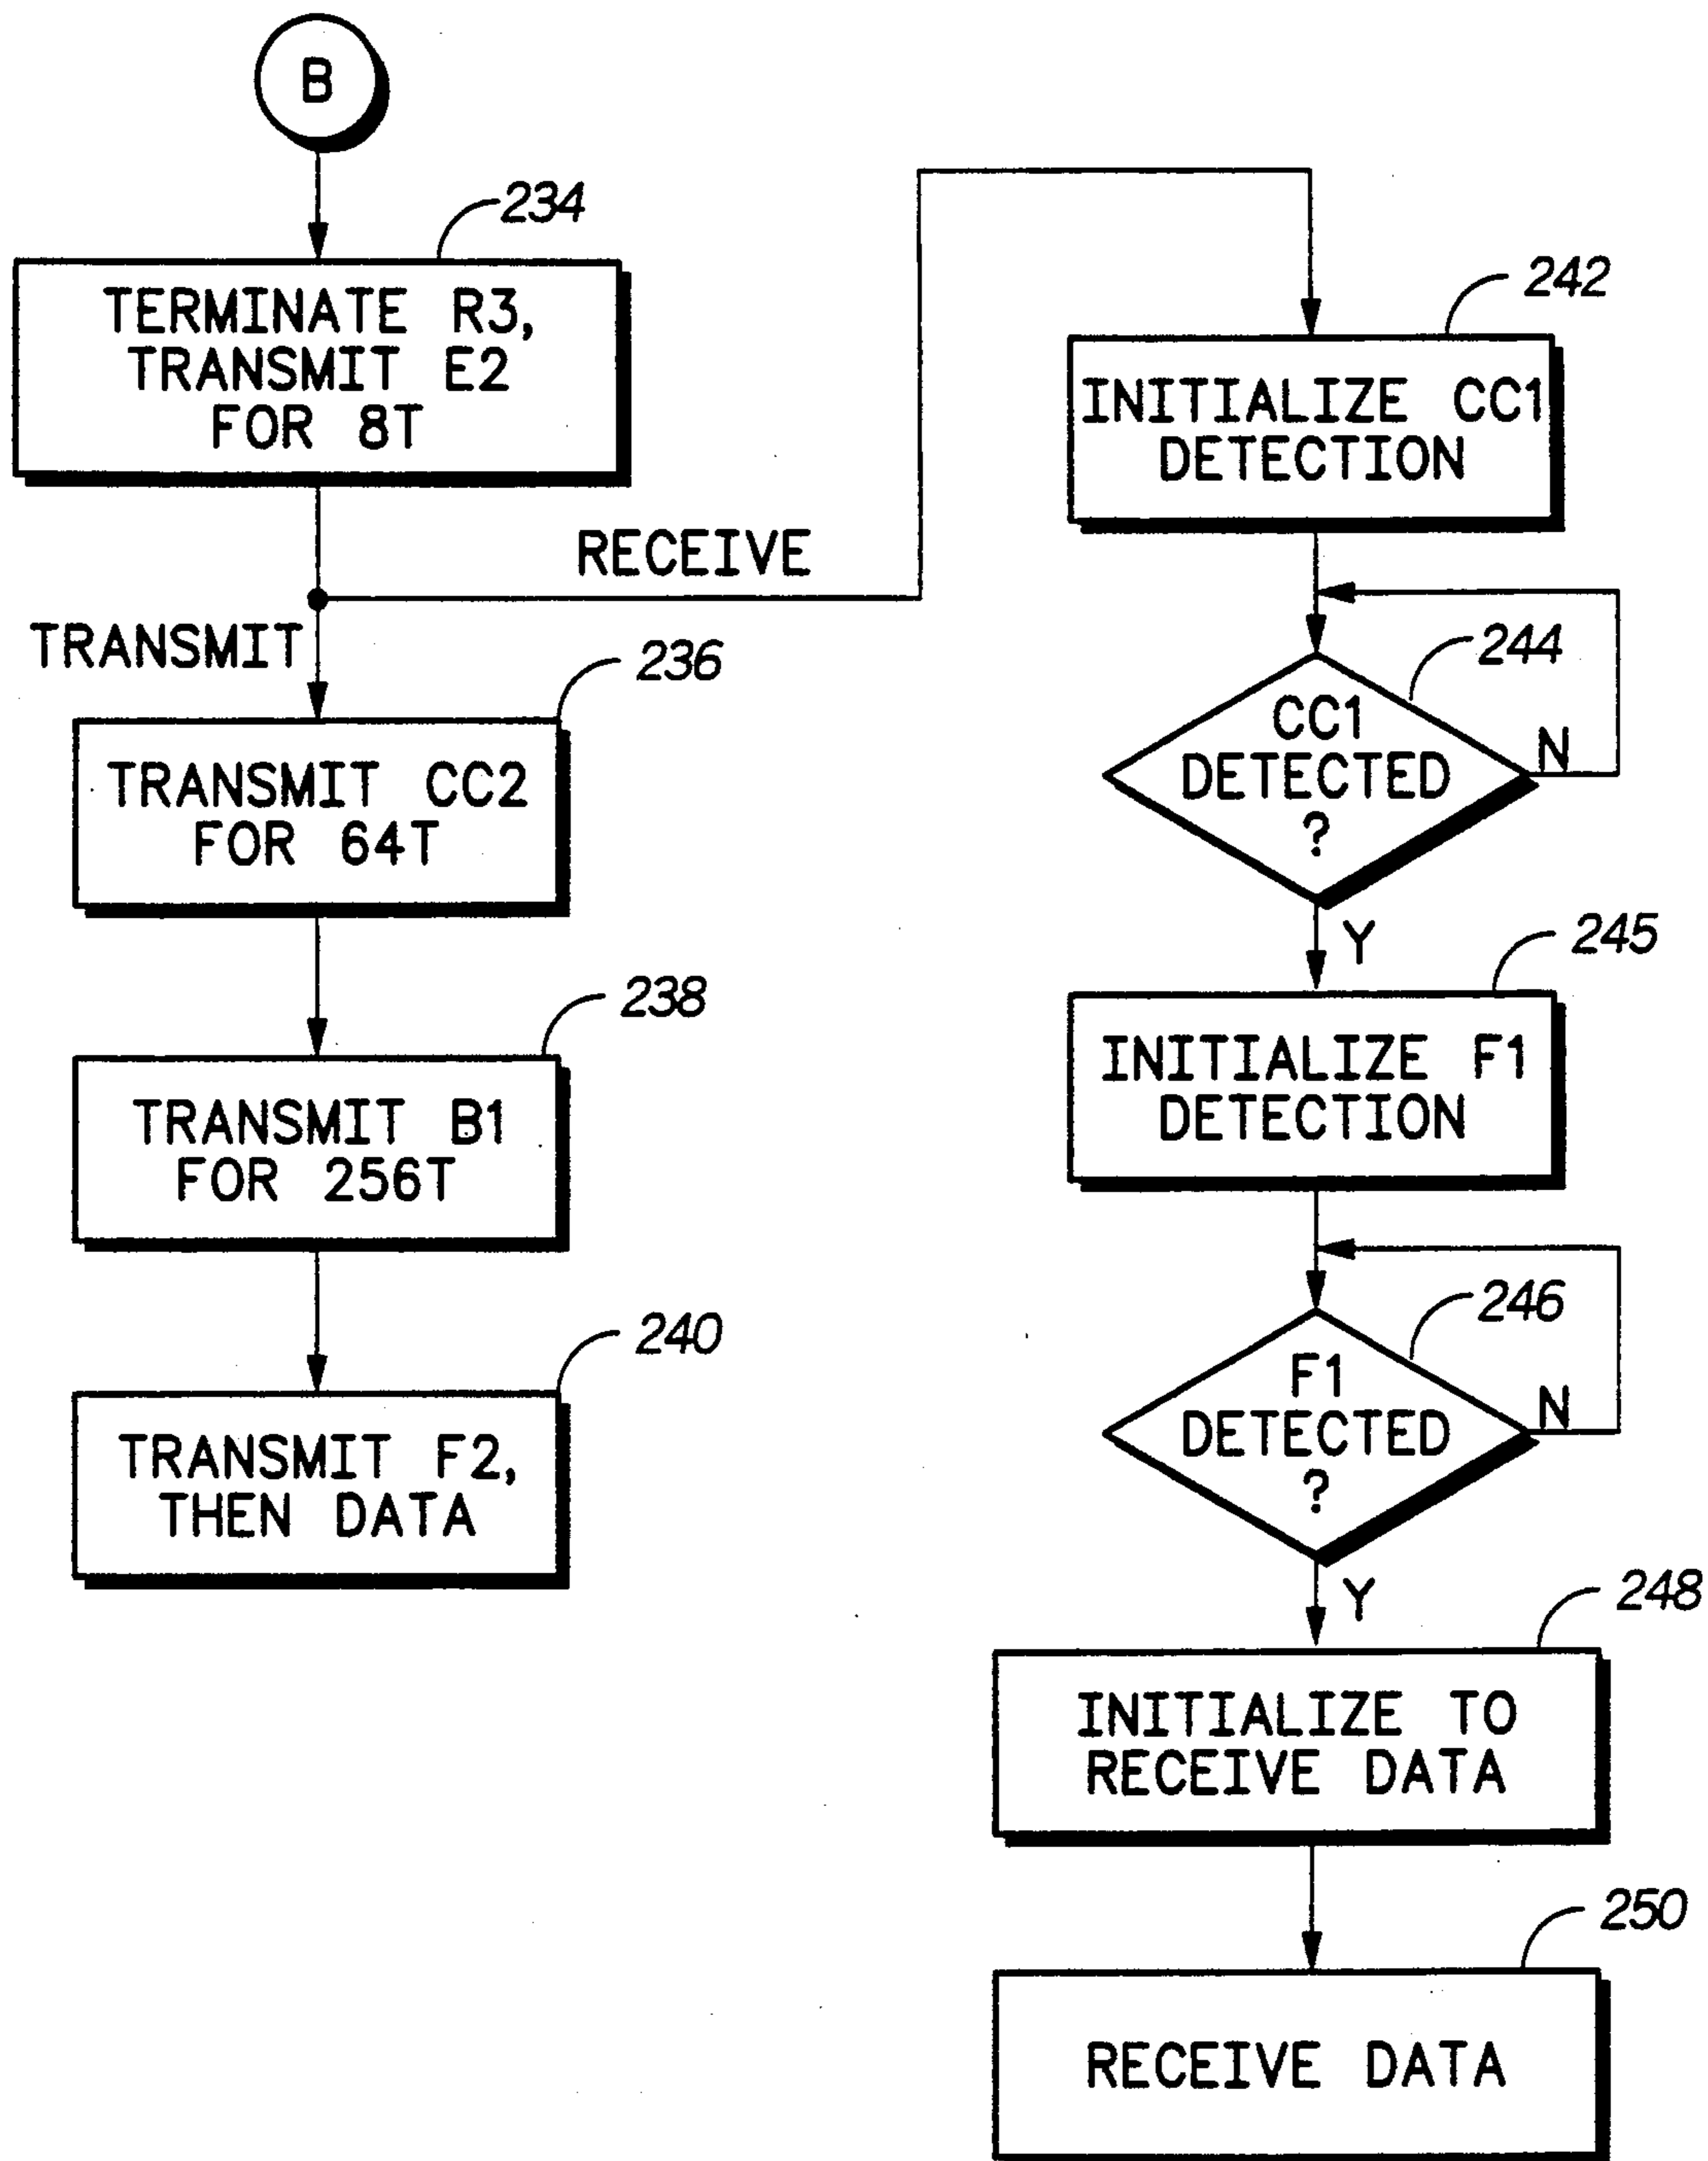 B
234
TERMINATE R3,
TRANSMIT E2
FOR 8T
RECEIVE
TRANSMIT
236
TRANSMIT CC2
FOR 64T
238
TRANSMIT B1
FOR 256T
240
TRANSMIT F2,
THEN DATA
242
INITIALIZE CC1
DETECTION
244
CC1
DETECTED
?
N
Y
245
INITIALIZE F1
DETECTION
246
F1
DETECTED
?
N
Y
248
INITIALIZE TO
RECEIVE DATA
250
RECEIVE DATA